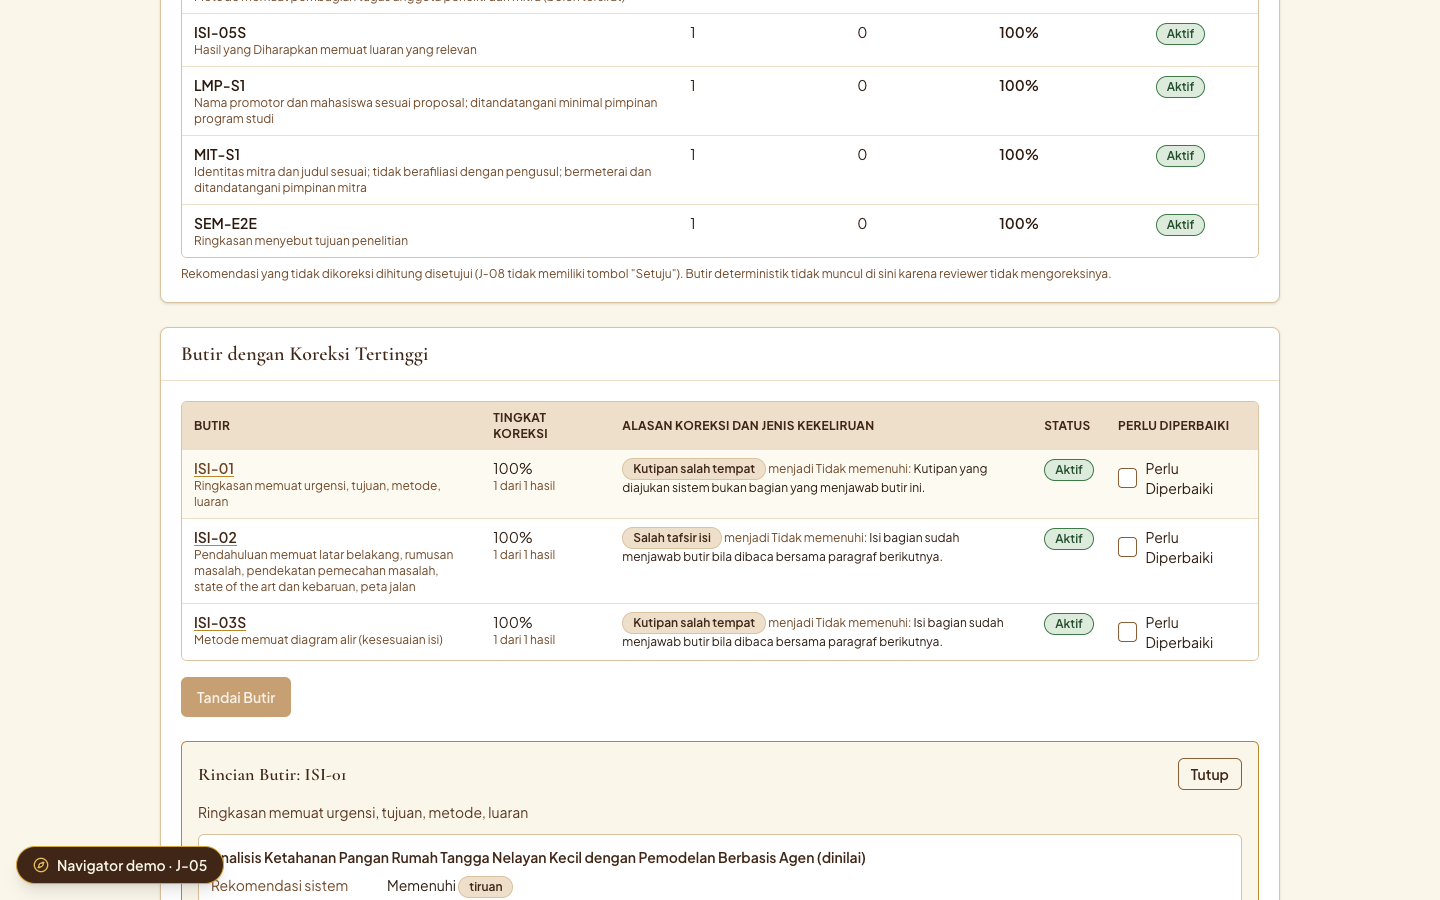 ISI-05S 1 0 100% Aktif
Hasil yang Diharapkan memuat luaran yang relevan
LMP-S1 1 0 100% Aktif
Nama promotor dan mahasiswa sesuai proposal; ditandatangani minimal pimpinan
program studi
MIT-S1 1 0 100% Aktif
Identitas mitra dan judul sesuai; tidak berafiliasi dengan pengusul; bermeterai dan
ditandatangani pimpinan mitra
SEM-E2E 1 0 100% Aktif
Ringkasan menyebut tujuan penelitian
Rekomendasi yang tidak dikoreksi dihitung disetujui (J-08 tidak memiliki tombol "Setuju"). Butir deterministik tidak muncul di sini karena reviewer tidak mengoreksinya.
Butir dengan Koreksi Tertinggi
BUTIR TINGKAT KOREKSI ALASAN KOREKSI DAN JENIS KEKELIRUAN STATUS PERLU DIPERBAIKI
ISI-01 100% Kutipan salah tempat menjadi Tidak memenuhi: Kutipan yang Aktif Perlu
Ringkasan memuat urgensi, tujuan, metode, 1 dari 1 hasil diajukan sistem bukan bagian yang menjawab butir ini. Diperbaiki
luaran
ISI-02 100% Salah tafsir isi menjadi Tidak memenuhi: Isi bagian sudah Aktif Perlu
Pendahuluan memuat latar belakang, rumusan 1 dari 1 hasil menjawab butir bila dibaca bersama paragraf berikutnya. Diperbaiki
masalah, pendekatan pemecahan masalah,
state of the art dan kebaruan, peta jalan
ISI-03S 100% Kutipan salah tempat menjadi Tidak memenuhi: Isi bagian sudah Aktif Perlu
Metode memuat diagram alir (kesesuaian isi) 1 dari 1 hasil menjawab butir bila dibaca bersama paragraf berikutnya. Diperbaiki
Tandai Butir
Rincian Butir: ISI-01 Tutup
Ringkasan memuat urgensi, tujuan, metode, luaran
Ketahanan Pangan Rumah Tangga Nelayan Kecil dengan Pemodelan Berbasis Agen (dinilai)
Navigator demo · J-05
Rekomendasi sistem Memenuhi tiruan